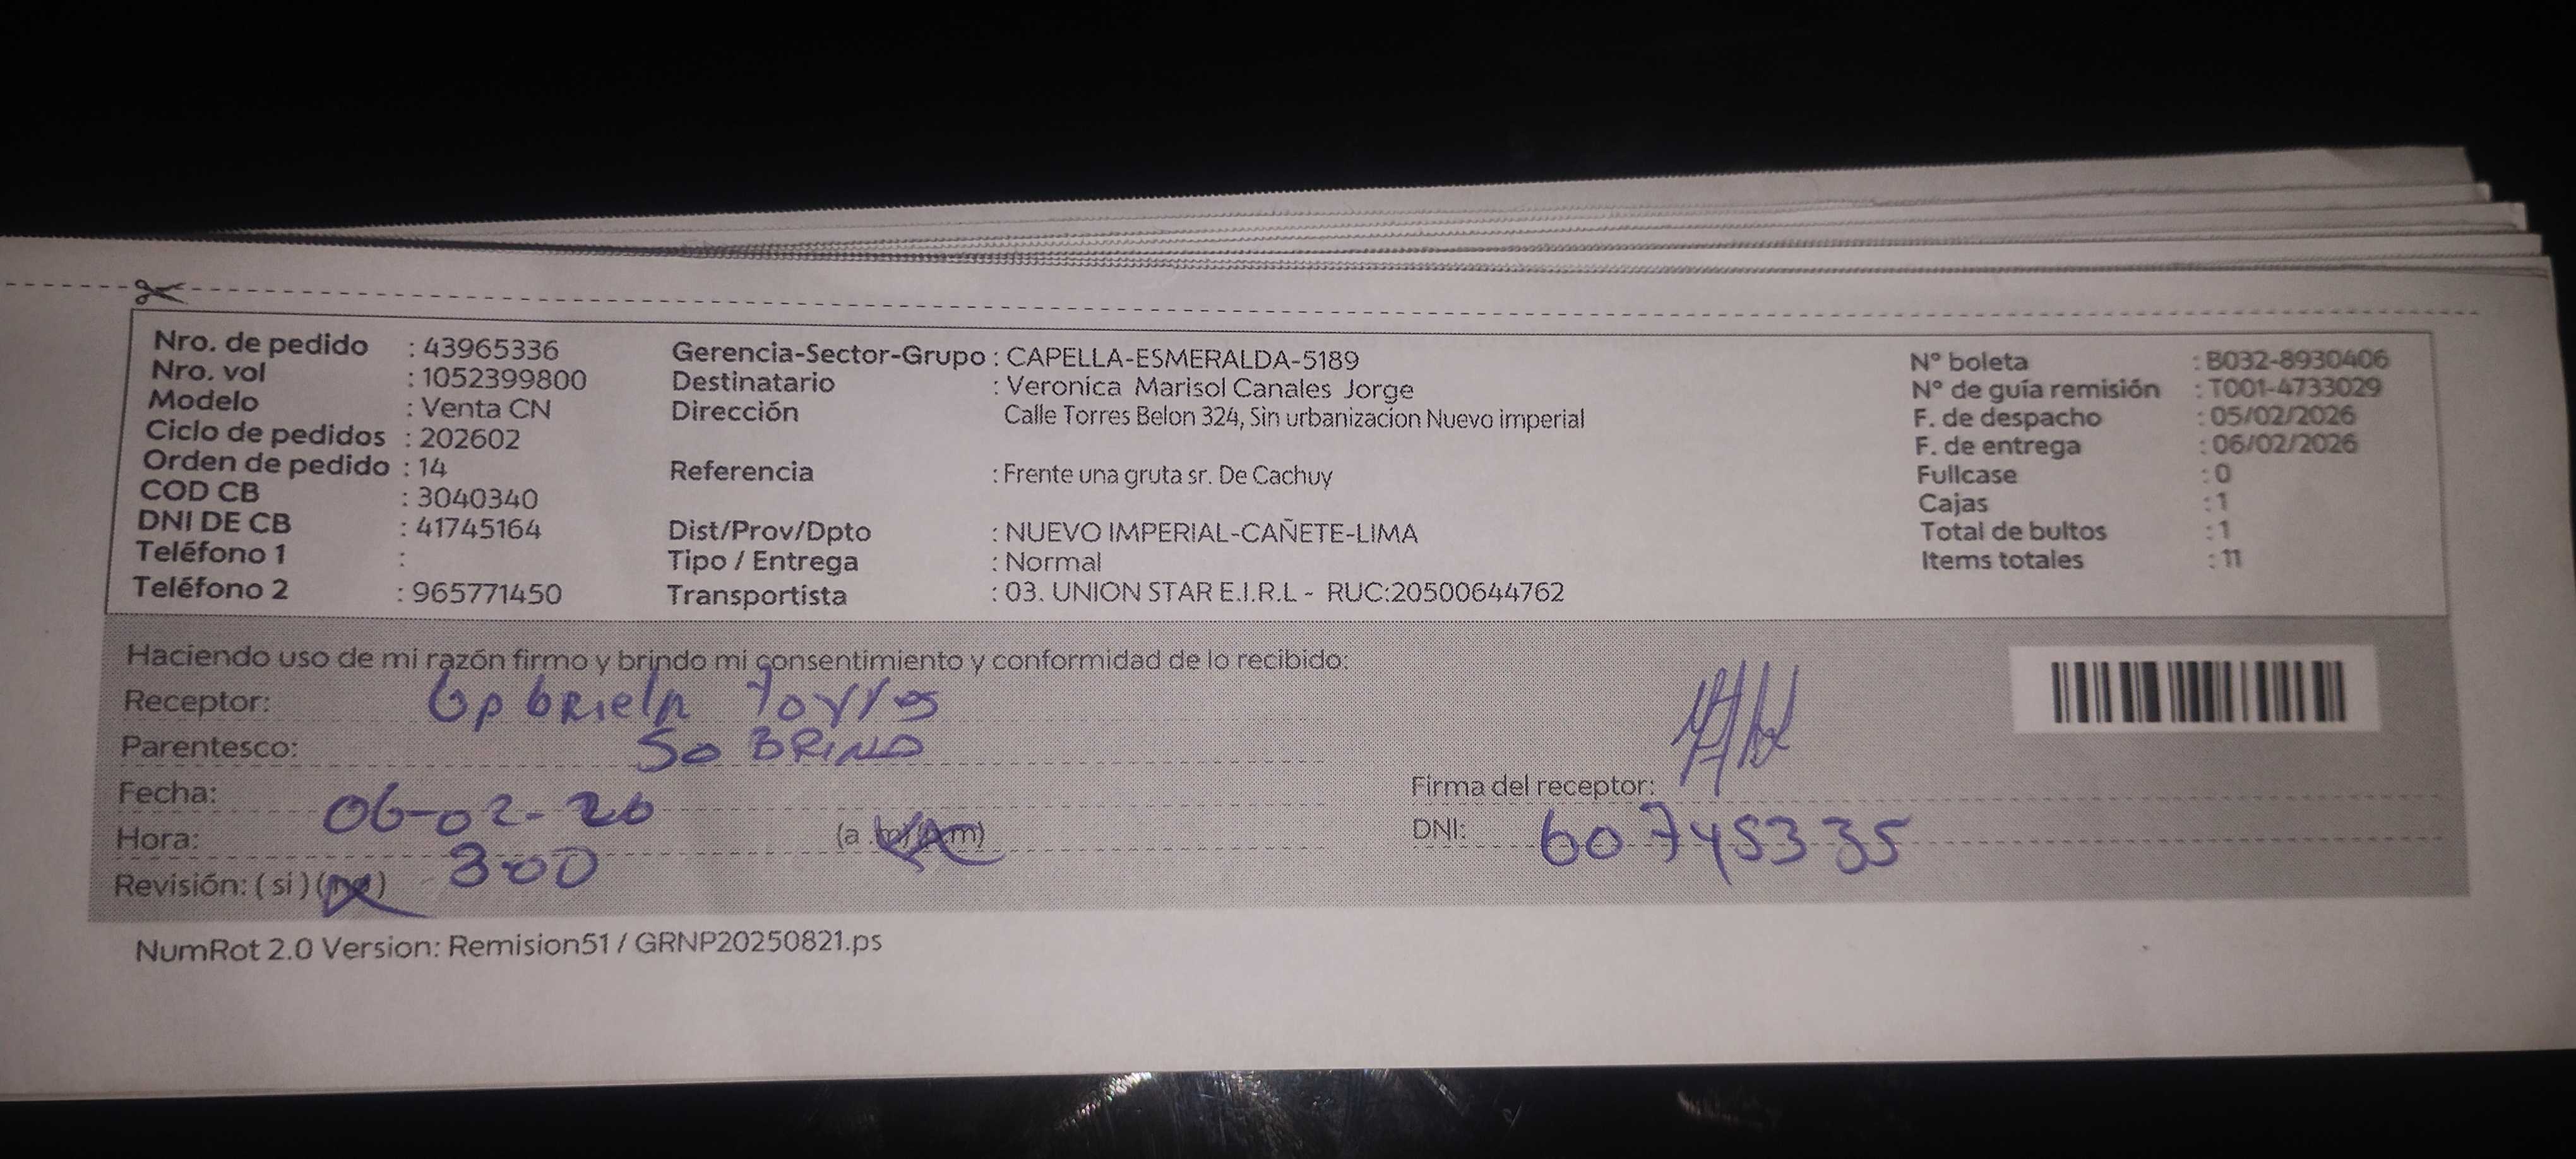 Nro. de pedido : 43965336
Nro. vol : 1052399800
Modelo : Venta CN
Ciclo de pedidos : 202602
Orden de pedido : 14
COD CB : 3040340
DNI DE CB : 41745164
Teléfono 1 :
Teléfono 2 : 965771450
Gerencia-Sector-Grupo : CAPELLA-ESMERALDA-5189
Destinatario : Veronica Marisol Canales Jorge
Dirección Calle Torres Belon 324, Sin urbanizacion Nuevo imperial
Referencia : Frente una gruta sr. De Cachuy
Dist/Prov/Dpto : NUEVO IMPERIAL-CAÑETE-LIMA
Tipo / Entrega : Normal
Transportista : 03. UNION STAR E.I.R.L - RUC:20500644762
N° boleta : B032-8930406
N° de guía remisión : T001-4733029
F. de despacho : 05/02/2026
F. de entrega : 06/02/2026
Fullcase : 0
Cajas : 1
Total de bultos : 1
Items totales : 11
Haciendo uso de mi razón firmo y brindo mi consentimiento y conformidad de lo recibido:
Receptor: Gabriela Torres
Parentesco: SOBRINO
Fecha: 06-02-26
Hora: 3:00 (a m) (p m)
Revisión: ( si ) (no)
Firma del receptor:
DNI: 60745335
NumRot 2.0 Version: Remision51 / GRNP20250821.ps